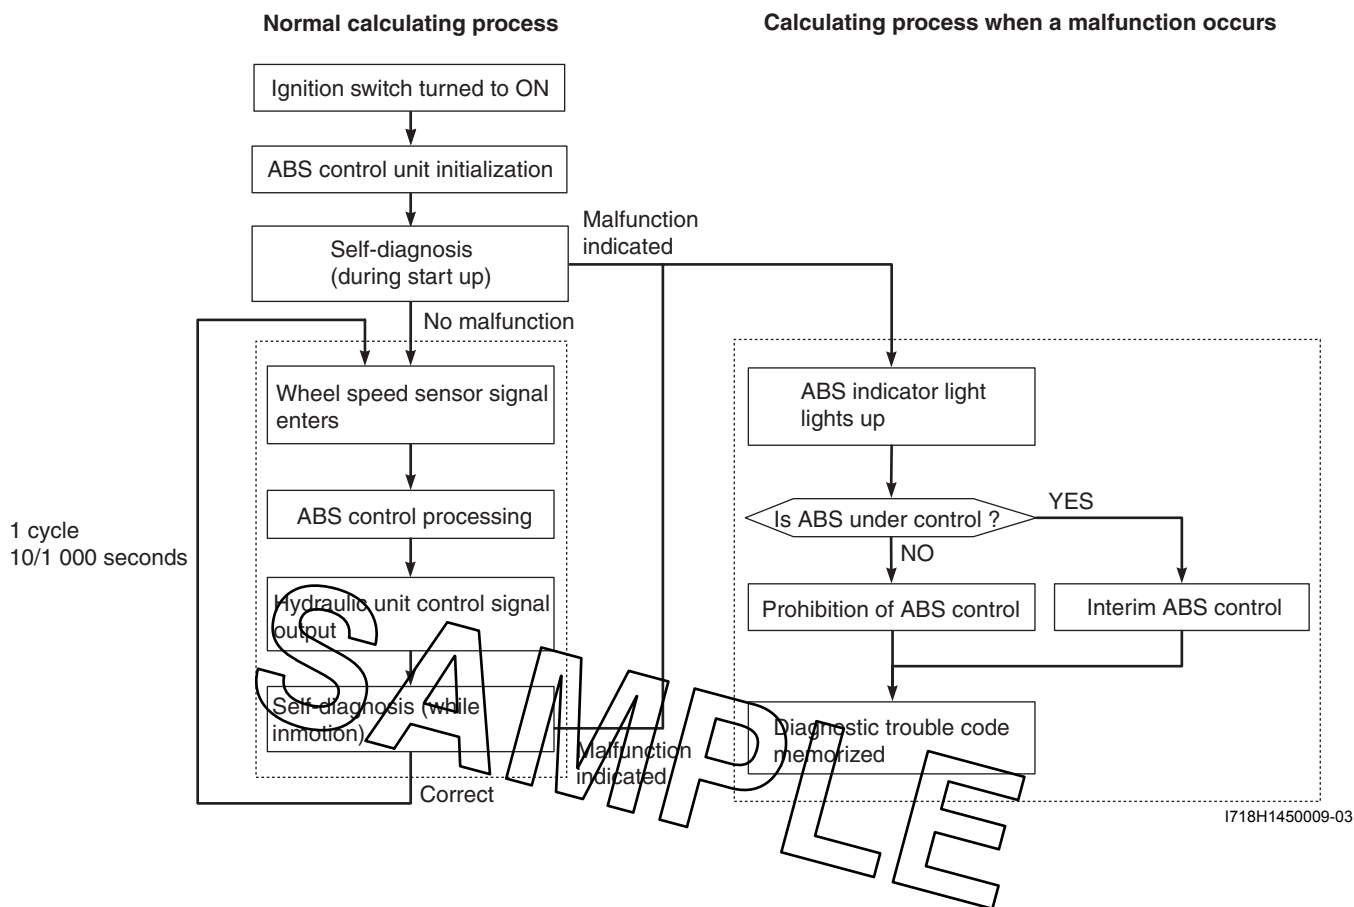 Normal calculating process
Calculating process when a malfunction occurs
Ignition switch turned to ON
ABS control unit initialization
Self-diagnosis
(during start up)
Malfunction
indicated
No malfunction
Wheel speed sensor signal
enters
ABS control processing
Hydraulic unit control signal
output
Self-diagnosis (while
inmotion)
Malfunction
indicated
Correct
1 cycle
10/1 000 seconds
ABS indicator light
lights up
Is ABS under control ?
YES
NO
Prohibition of ABS control
Interim ABS control
Diagnostic trouble code
memorized
I718H1450009-03
SAMPLE